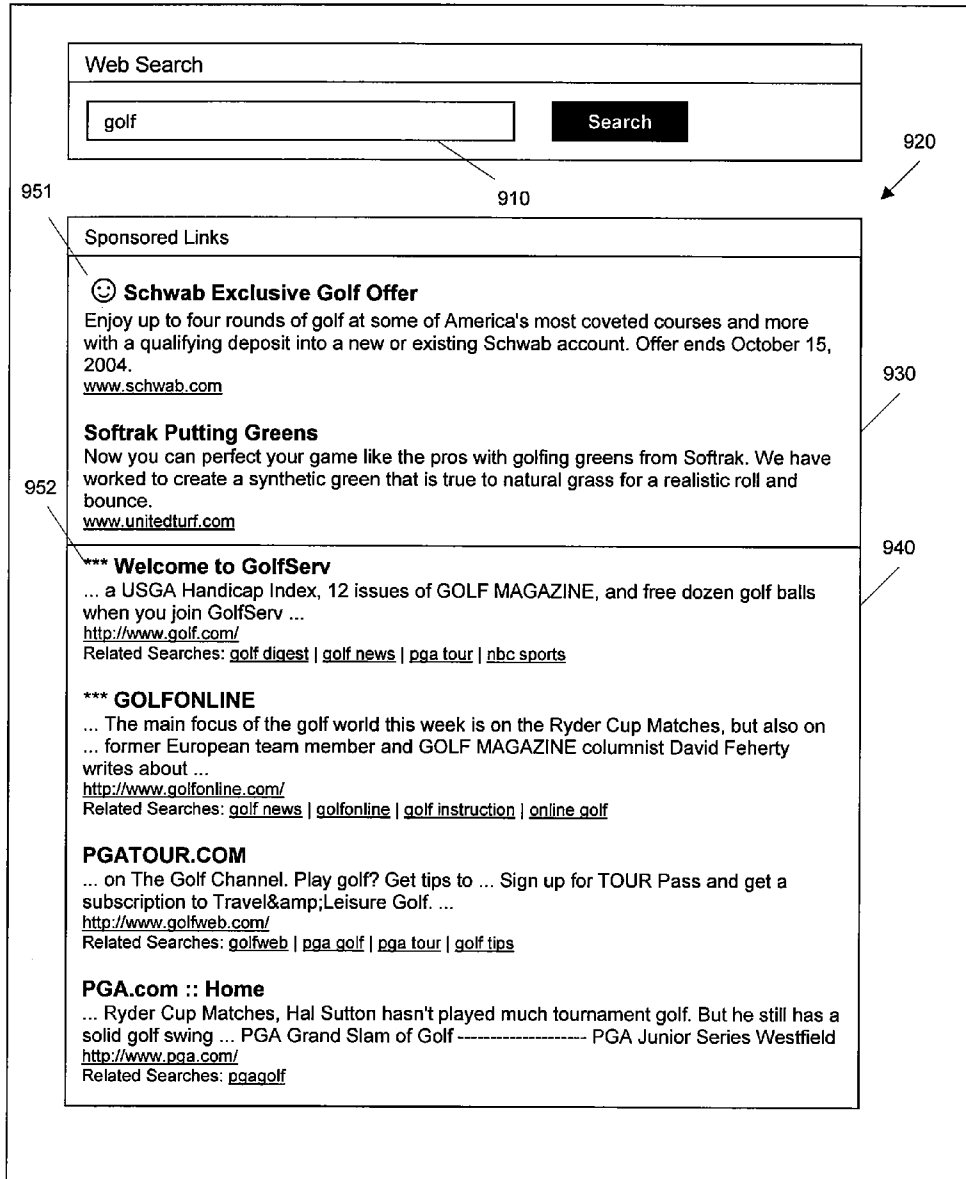 Web Search
golf
Search
920
951
910
Sponsored Links
Schwab Exclusive Golf Offer
Enjoy up to four rounds of golf at some of America's most coveted courses and more
with a qualifying deposit into a new or existing Schwab account. Offer ends October 15,
2004.
www.schwab.com
930
Softrak Putting Greens
Now you can perfect your game like the pros with golfing greens from Softrak. We have
worked to create a synthetic green that is true to natural grass for a realistic roll and
bounce.
www.unitedturf.com
952
940
*** Welcome to GolfServ
... a USGA Handicap Index, 12 issues of GOLF MAGAZINE, and free dozen golf balls
when you join GolfServ ...
http://www.golf.com/
Related Searches: golf digest | golf news | pga tour | nbc sports
*** GOLFONLINE
... The main focus of the golf world this week is on the Ryder Cup Matches, but also on
... former European team member and GOLF MAGAZINE columnist David Feherty
writes about ...
http://www.golfonline.com/
Related Searches: golf news | golfonline | golf instruction | online golf
PGATOUR.COM
... on The Golf Channel. Play golf? Get tips to ... Sign up for TOUR Pass and get a
subscription to Travel&amp;Leisure Golf. ...
http://www.golfweb.com/
Related Searches: golfweb | pga golf | pga tour | golf tips
PGA.com :: Home
... Ryder Cup Matches, Hal Sutton hasn't played much tournament golf. But he still has a
solid golf swing ... PGA Grand Slam of Golf -------------------- PGA Junior Series Westfield
http://www.pga.com/
Related Searches: pgagolf